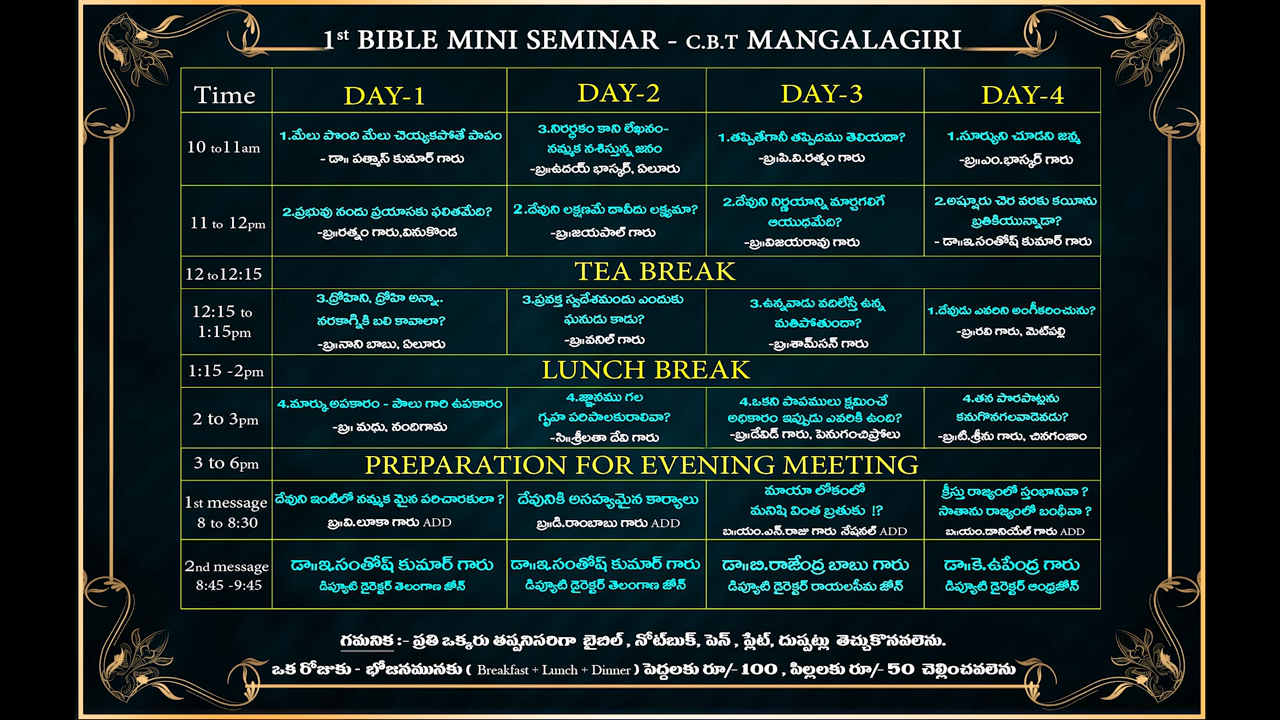 1st BIBLE MINI SEMINAR - C.B.T MANGALAGIRI
Time DAY-1 DAY-2 DAY-3 DAY-4
10 to11am
1.మేలు పొంది మేలు చెయ్యకపోతే పాపం
- డా॥ పత్మాస్ కుమార్ గారు
3.నిరర్ధకం కాని లేఖనం-
నమ్మక నశిస్తున్న జనం
-బ్ర॥ఉదయ్ భాస్కర్, ఏలూరు
1.తప్పితేగానీ తప్పిదము తెలియదా?
-బ్ర॥పి.వి.రత్నం గారు
1.సూర్యుని చూడని జన్మ
-బ్ర॥ఎం.భాస్కర్ గారు
11 to 12pm
2.ప్రభువు నందు ప్రయాసకు ఫలితమేది?
-బ్ర॥రత్నం గారు,వినుకొండ
2.దేవుని లక్షణమే దావీదు లక్ష్యమా?
-బ్ర॥జయపాల్ గారు
2.దేవుని నిర్ణయాన్ని మార్చగలిగే
ఆయుధమేది?
-బ్ర॥విజయరావు గారు
2.అష్షూరు చెర వరకు కయీను
బ్రతికియున్నాడా?
- డా॥ఇ.సంతోష్ కుమార్ గారు
12 to12:15 TEA BREAK
12:15 to
1:15pm
3.ద్రోహిని, ద్రోహి అన్నా..
నరకాగ్నికి బలి కావాలా?
-బ్ర॥నాని బాబు, ఏలూరు
3.ప్రవక్త స్వదేశమందు ఎందుకు
ఘనుడు కాడు?
-బ్ర॥వనిల్ గారు
3.ఉన్నవాడు వదిలేస్తే ఉన్న
మతిపోతుందా?
-బ్ర॥శామ్‌సన్ గారు
1.దేవుడు ఎవరిని అంగీకరించును?
-బ్ర॥రవి గారు, మెట్‌పల్లి
1:15 -2pm LUNCH BREAK
2 to 3pm
4.మార్కు అపకారం - పౌలు గారి ఉపకారం
-బ్ర॥ మధు, నందిగామ
4.జ్ఞానము గల
గృహ పరిపాలకురాలివా?
-సి॥శ్రీలతా దేవి గారు
4.ఒకని పాపములు క్షమించే
అధికారం ఇప్పుడు ఎవరికి ఉంది?
-బ్ర॥డేవిడ్ గారు, పెనుగంచిప్రోలు
4.తన పొరపాట్లను
కనుగొనగలవాడెవడు?
-బ్ర॥టి.శ్రీను గారు, చినగంజాం
3 to 6pm PREPARATION FOR EVENING MEETING
1st message
8 to 8:30
దేవుని ఇంటిలో నమ్మక మైన పరిచారకులా ?
బ్ర॥వి.లూకా గారు ADD
దేవునికి అసహ్యమైన కార్యాలు
బ్ర॥డి.రాంబాబు గారు ADD
మాయా లోకంలో
మనిషి వింత బ్రతుకు !?
బ॥యం.ఎన్.రాజు గారు నేషనల్ ADD
క్రీస్తు రాజ్యంలో స్తంభానివా ?
సాతాను రాజ్యంలో బంధీవా ?
బ॥యం.డానియేల్ గారు ADD
2nd message
8:45 -9:45
డా॥ఇ.సంతోష్ కుమార్ గారు
డిప్యూటి డైరెక్టర్ తెలంగాణ జోన్
డా॥ఇ.సంతోష్ కుమార్ గారు
డిప్యూటి డైరెక్టర్ తెలంగాణ జోన్
డా॥బి.రాజేంద్ర బాబు గారు
డిప్యూటి డైరెక్టర్ రాయలసీమ జోన్
డా॥కె.ఉపేంద్ర గారు
డిప్యూటి డైరెక్టర్ ఆంధ్రజోన్
గమనిక :- ప్రతి ఒక్కరు తప్పనిసరిగా బైబిల్ , నోట్‌బుక్, పెన్ , ప్లేట్, దుప్పట్లు తెచ్చుకొనవలెను.
ఒక రోజుకు - భోజనమునకు ( Breakfast + Lunch + Dinner ) పెద్దలకు రూ/- 100 , పిల్లలకు రూ/- 50 చెల్లించవలెను